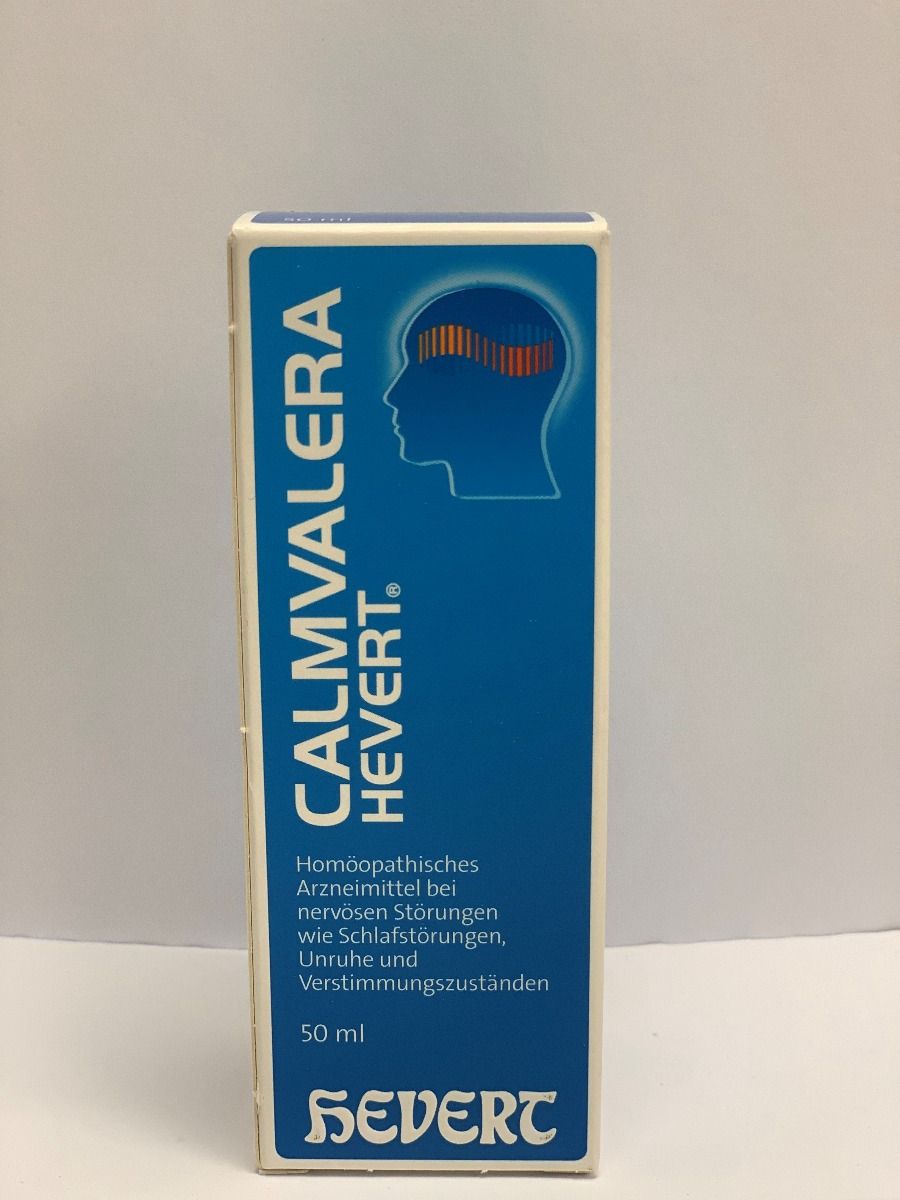 50 ml
CALMVALERA
HEVERT®
Homöopathisches
Arzneimittel bei
nervösen Störungen
wie Schlafstörungen,
Unruhe und
Verstimmungszuständen
50 ml
HEVERT